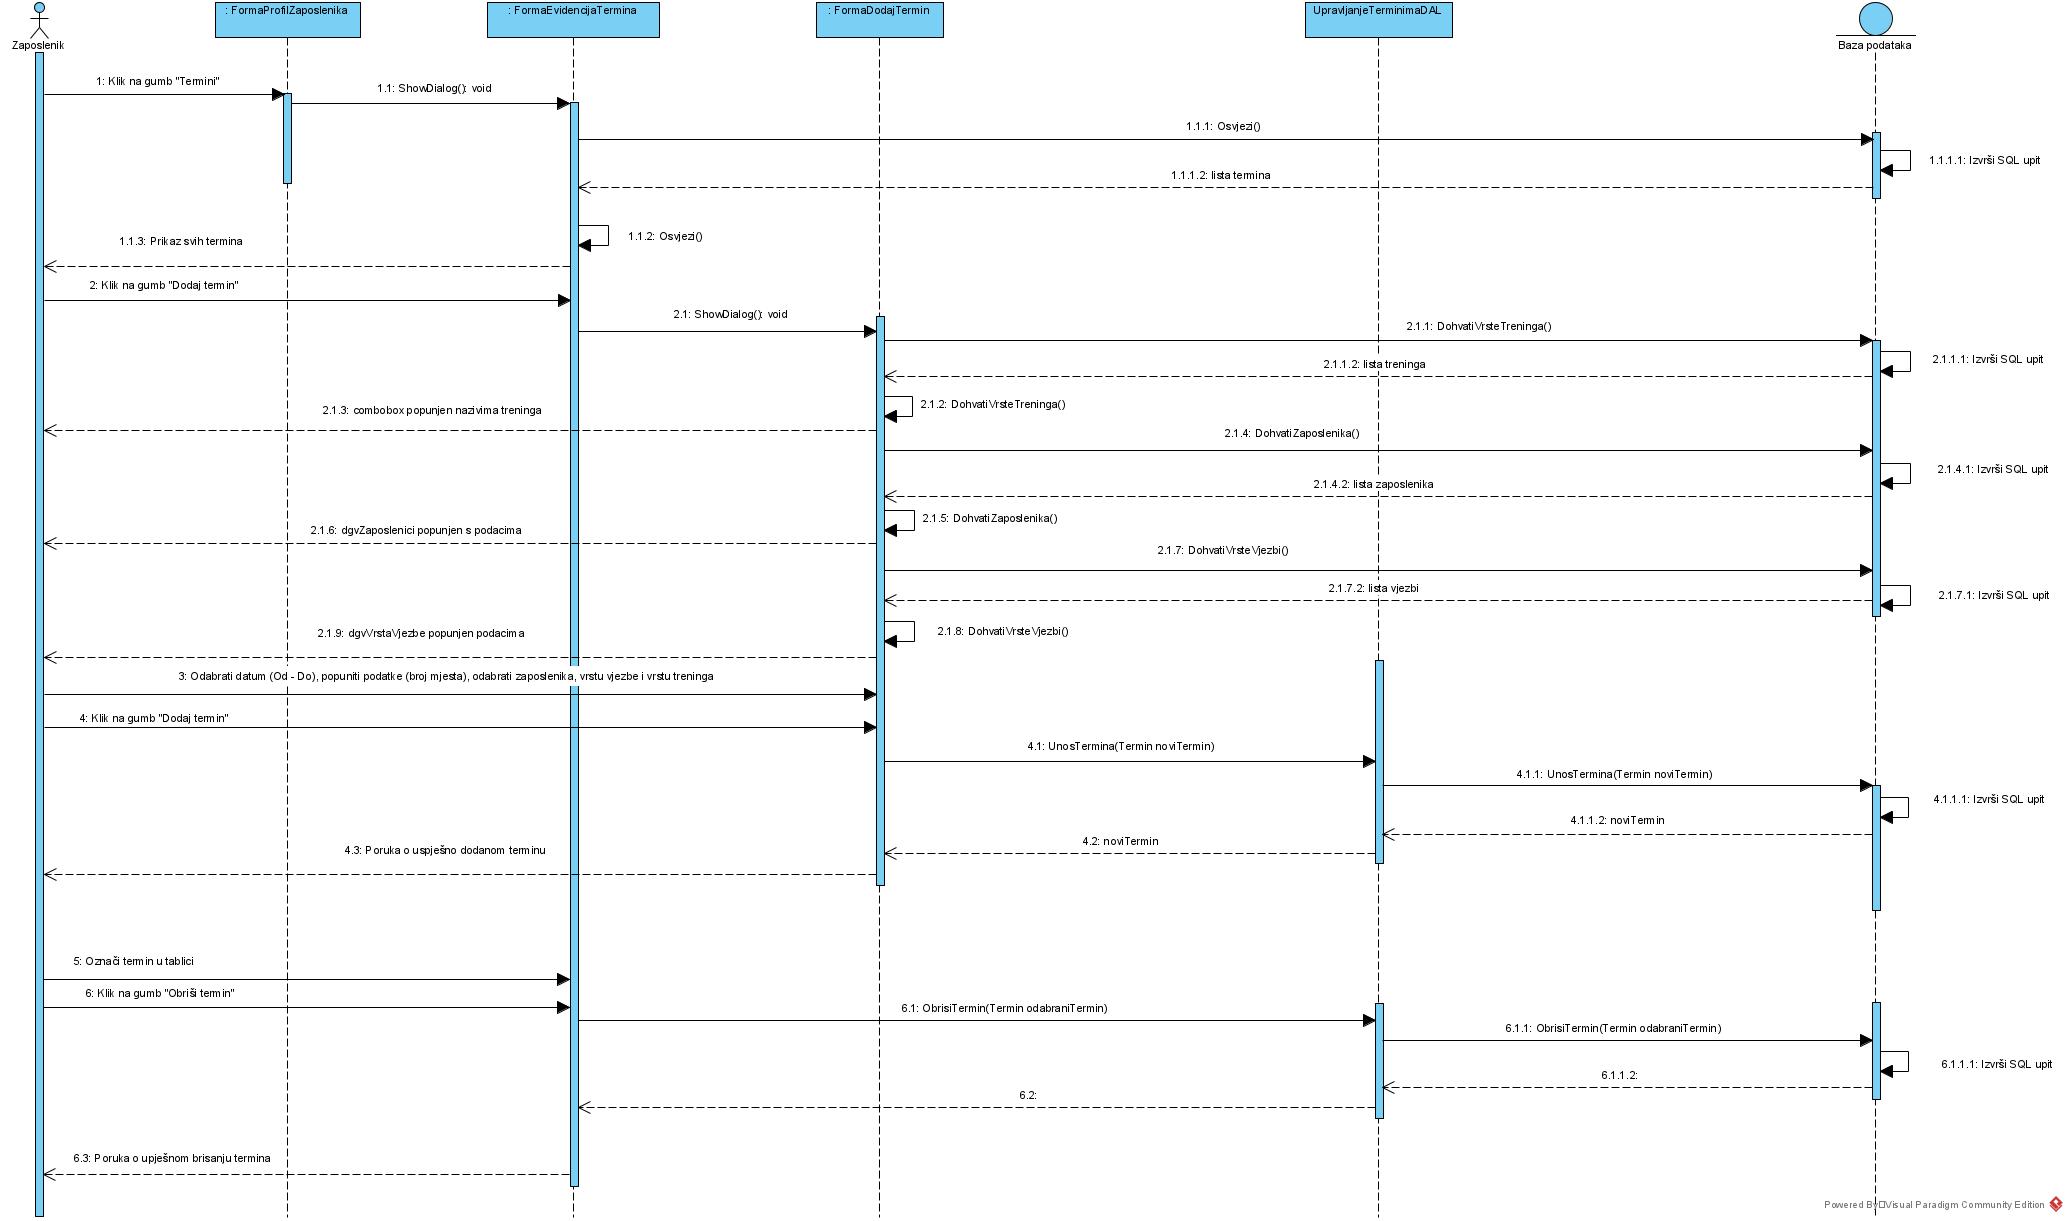 : FormaProfilZaposlenika
: FormaEvidencijaTermina
: FormaDodajTermin
UpravljanjeTerminimaDAL
Zaposlenik
Baza podataka
1: Klik na gumb "Termini"
1.1: ShowDialog(): void
1.1.1: Osvjezi()
1.1.1.1: Izvrši SQL upit
1.1.1.2: lista termina
1.1.2: Osvjezi()
1.1.3: Prikaz svih termina
2: Klik na gumb "Dodaj termin"
2.1: ShowDialog(): void
2.1.1: DohvatiVrsteTreninga()
2.1.1.1: Izvrši SQL upit
2.1.1.2: lista treninga
2.1.2: DohvatiVrsteTreninga()
2.1.3: combobox popunjen nazivima treninga
2.1.4: DohvatiZaposlenika()
2.1.4.1: Izvrši SQL upit
2.1.4.2: lista zaposlenika
2.1.5: DohvatiZaposlenika()
2.1.6: dgvZaposlenici popunjen s podacima
2.1.7: DohvatiVrsteVjezbi()
2.1.7.2: lista vjezbi
2.1.7.1: Izvrši SQL upit
2.1.8: DohvatiVrsteVjezbi()
2.1.9: dgvVrstaVjezbe popunjen podacima
3: Odabrati datum (Od - Do), popuniti podatke (broj mjesta), odabrati zaposlenika, vrstu vjezbe i vrstu treninga
4: Klik na gumb "Dodaj termin"
4.1: UnosTermina(Termin noviTermin)
4.1.1: UnosTermina(Termin noviTermin)
4.1.1.1: Izvrši SQL upit
4.1.1.2: noviTermin
4.2: noviTermin
4.3: Poruka o uspješno dodanom terminu
5: Označi termin u tablici
6: Klik na gumb "Obriši termin"
6.1: ObrisiTermin(Termin odabraniTermin)
6.1.1: ObrisiTermin(Termin odabraniTermin)
6.1.1.1: Izvrši SQL upit
6.1.1.2:
6.2:
6.3: Poruka o upješnom brisanju termina
Powered By Visual Paradigm Community Edition